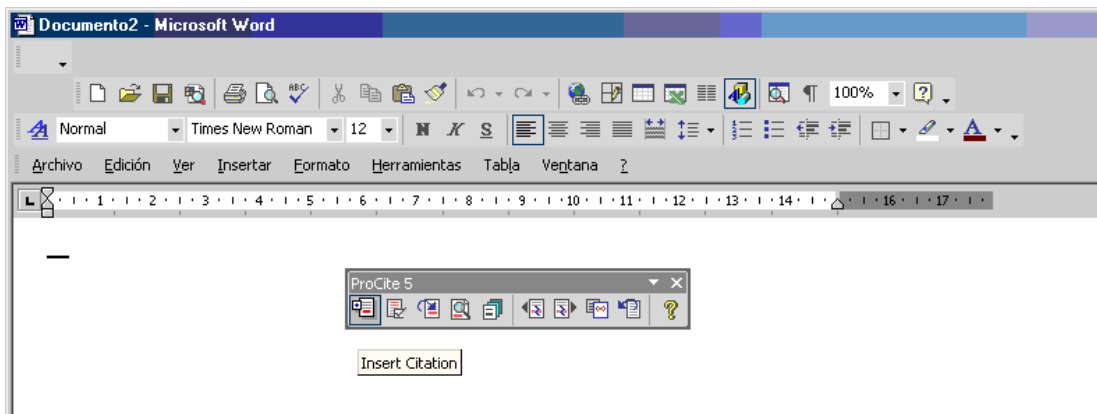 Documento2 - Microsoft Word
ABC 100%
Normal Times New Roman 12 N K S A
Archivo Edición Ver Insertar Formato Herramientas Tabla Ventana ?
1 2 3 4 5 6 7 8 9 10 11 12 13 14 16 17
ProCite 5
Insert Citation